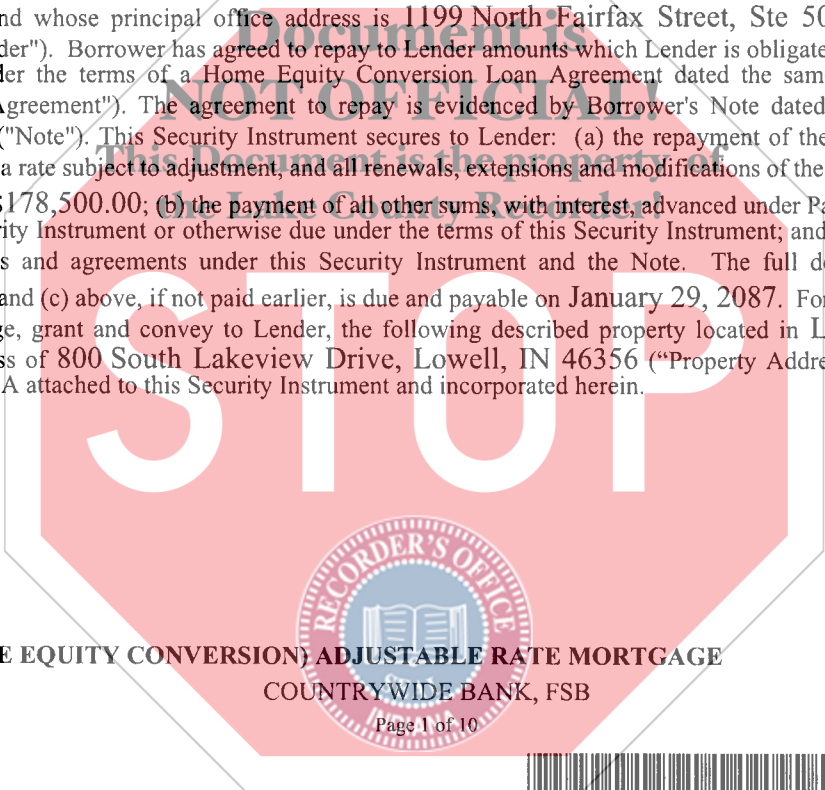 nd whose principal office address is 1199 North Fairfax Street, Ste 50
der"). Borrower has agreed to repay to Lender amounts which Lender is obligate
der the terms of a Home Equity Conversion Loan Agreement dated the sam
Agreement"). The agreement to repay is evidenced by Borrower's Note dated
("Note"). This Security Instrument secures to Lender: (a) the repayment of the
a rate subject to adjustment, and all renewals, extensions and modifications of the
$178,500.00; (b) the payment of all other sums, with interest, advanced under Pa
rity Instrument or otherwise due under the terms of this Security Instrument; and
s and agreements under this Security Instrument and the Note. The full de
and (c) above, if not paid earlier, is due and payable on January 29, 2087. For
ge, grant and convey to Lender, the following described property located in L
ss of 800 South Lakeview Drive, Lowell, IN 46356 (“Property Addre
A attached to this Security Instrument and incorporated herein.
Document is
NOT OFFICIAL!
This Document is the property of
the Lake County Recorder!
STOP
RECORDER'S OFFICE
SEAL
INDIANA
E EQUITY CONVERSION) ADJUSTABLE RATE MORTGAGE
COUNTRYWIDE BANK, FSB
Page 1 of 10